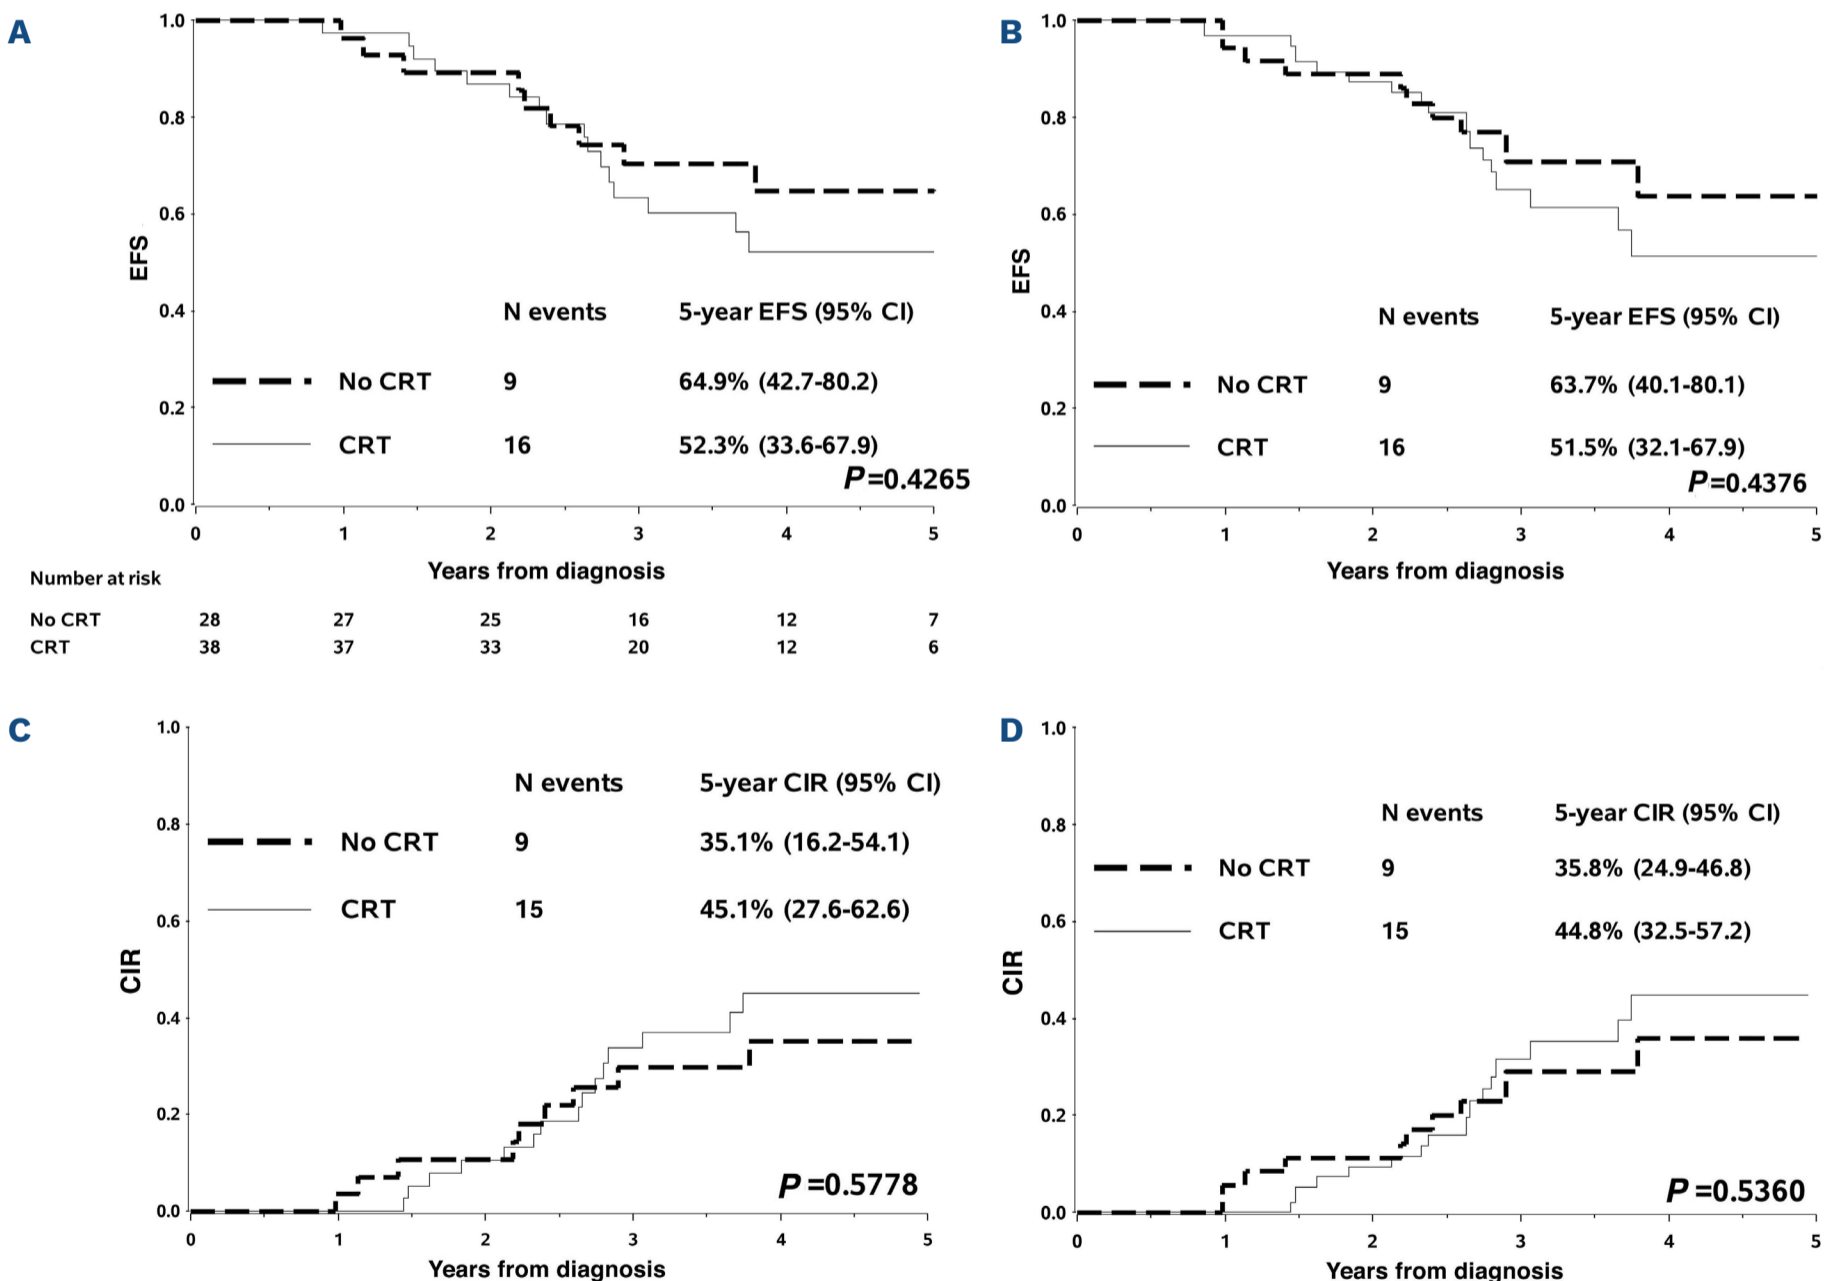 A
1.0
0.8
0.6
0.4
0.2
0.0
EFS
N events 5-year EFS (95% CI)
No CRT 9 64.9% (42.7-80.2)
CRT 16 52.3% (33.6-67.9)
P=0.4265
0 1 2 3 4 5
Years from diagnosis
Number at risk
No CRT 28 27 25 16 12 7
CRT 38 37 33 20 12 6
B
1.0
0.8
0.6
0.4
0.2
0.0
EFS
N events 5-year EFS (95% CI)
No CRT 9 63.7% (40.1-80.1)
CRT 16 51.5% (32.1-67.9)
P=0.4376
0 1 2 3 4 5
Years from diagnosis
C
1.0
0.8
0.6
0.4
0.2
0.0
CIR
N events 5-year CIR (95% CI)
No CRT 9 35.1% (16.2-54.1)
CRT 15 45.1% (27.6-62.6)
P=0.5778
0 1 2 3 4 5
Years from diagnosis
D
1.0
0.8
0.6
0.4
0.2
0.0
CIR
N events 5-year CIR (95% CI)
No CRT 9 35.8% (24.9-46.8)
CRT 15 44.8% (32.5-57.2)
P=0.5360
0 1 2 3 4 5
Years from diagnosis